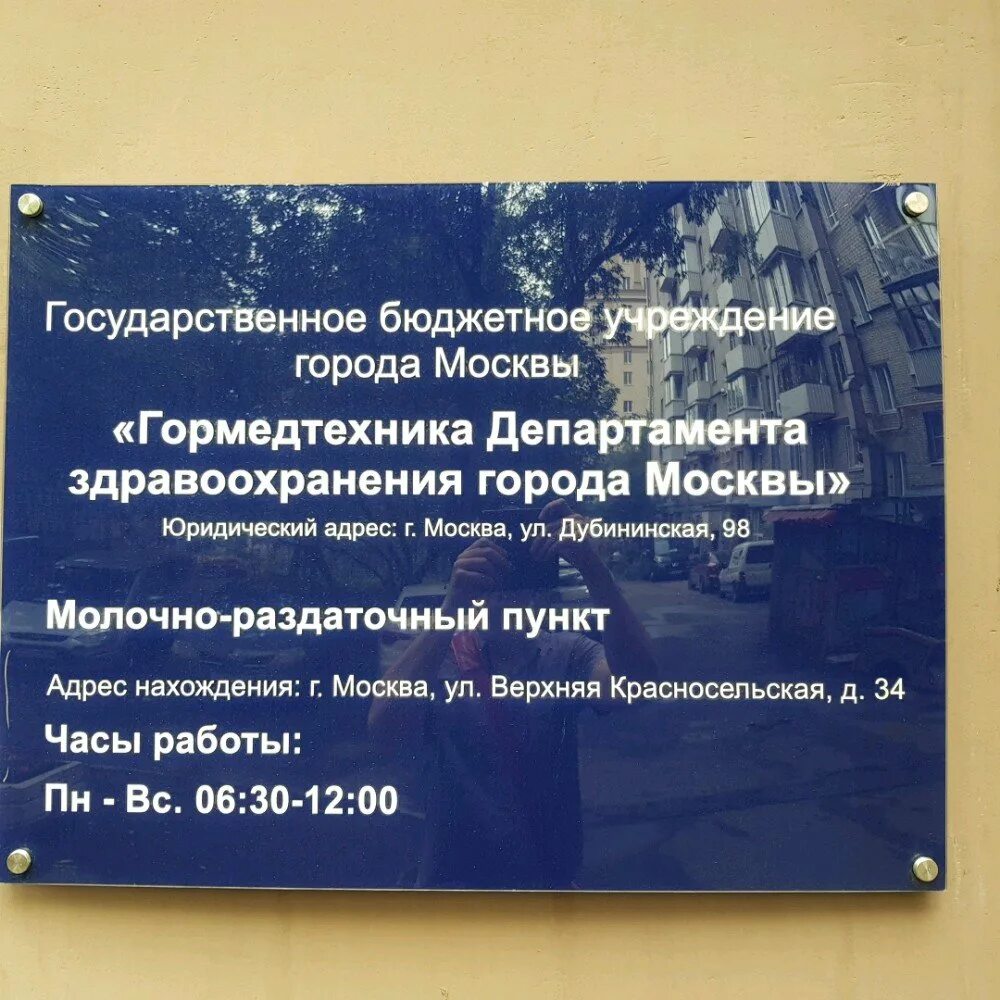 Государственное бюджетное учреждение
города Москвы
«Гормедтехника Департамента
здравоохранения города Москвы»
Юридический адрес: г. Москва, ул. Дубининская, 98
Молочно-раздаточный пункт
Адрес нахождения: г. Москва, ул. Верхняя Красносельская, д. 34
Часы работы:
Пн - Вс. 06:30-12:00